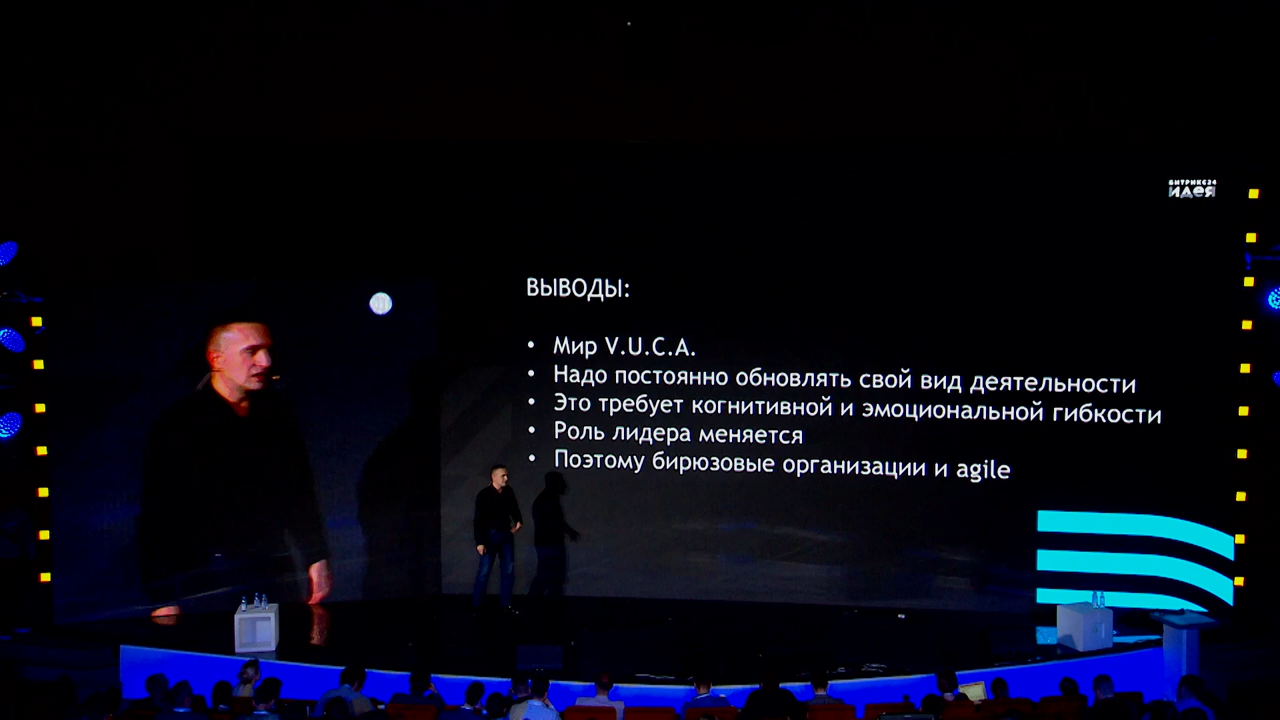 БИТРИКС24
идея
ВЫВОДЫ:
• Мир V.U.C.A.
• Надо постоянно обновлять свой вид деятельности
• Это требует когнитивной и эмоциональной гибкости
• Роль лидера меняется
• Поэтому бирюзовые организации и agile